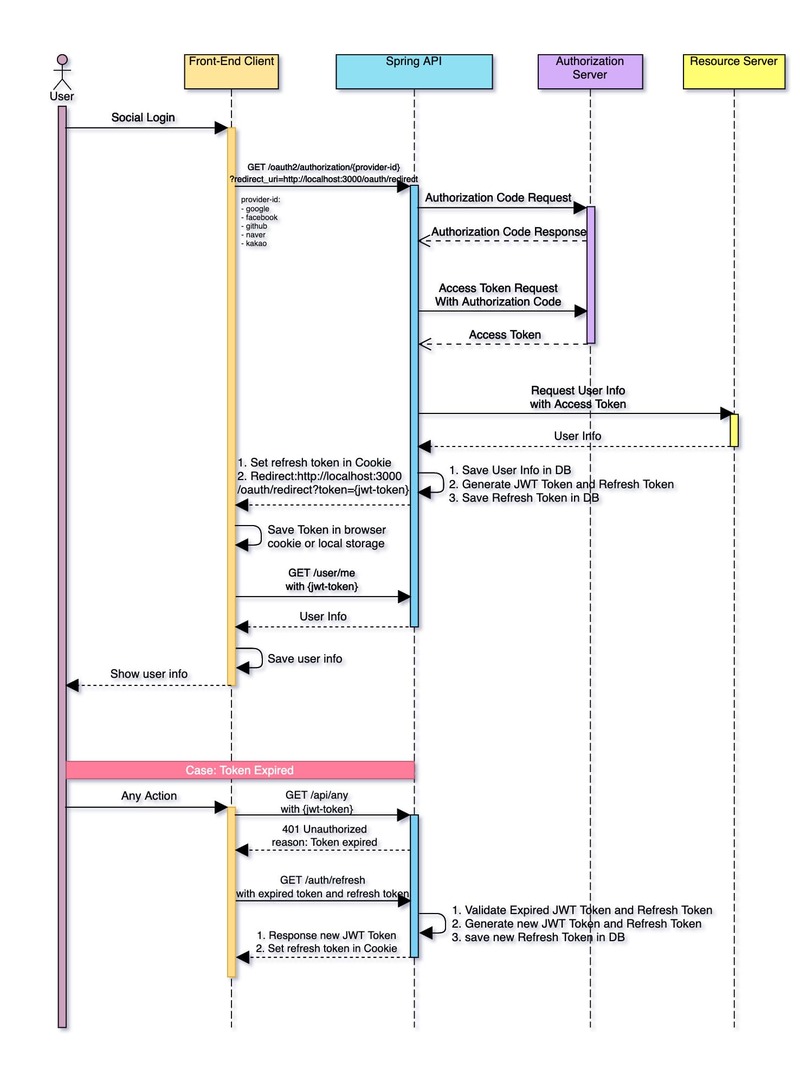 Front-End Client
Spring API
Authorization
Server
Resource Server
User
Social Login
GET /oauth2/authorization/{provider-id}
?redirect_uri=http://localhost:3000/oauth/redirect
provider-id:
- google
- facebook
- github
- naver
- kakao
Authorization Code Request
Authorization Code Response
Access Token Request
With Authorization Code
Access Token
Request User Info
with Access Token
User Info
1. Set refresh token in Cookie
2. Redirect:http://localhost:3000
/oauth/redirect?token={jwt-token}
1. Save User Info in DB
2. Generate JWT Token and Refresh Token
3. Save Refresh Token in DB
Save Token in browser
cookie or local storage
GET /user/me
with {jwt-token}
User Info
Save user info
Show user info
Case: Token Expired
Any Action
GET /api/any
with {jwt-token}
401 Unauthorized
reason: Token expired
GET /auth/refresh
with expired token and refresh token
1. Validate Expired JWT Token and Refresh Token
2. Generate new JWT Token and Refresh Token
3. save new Refresh Token in DB
1. Response new JWT Token
2. Set refresh token in Cookie